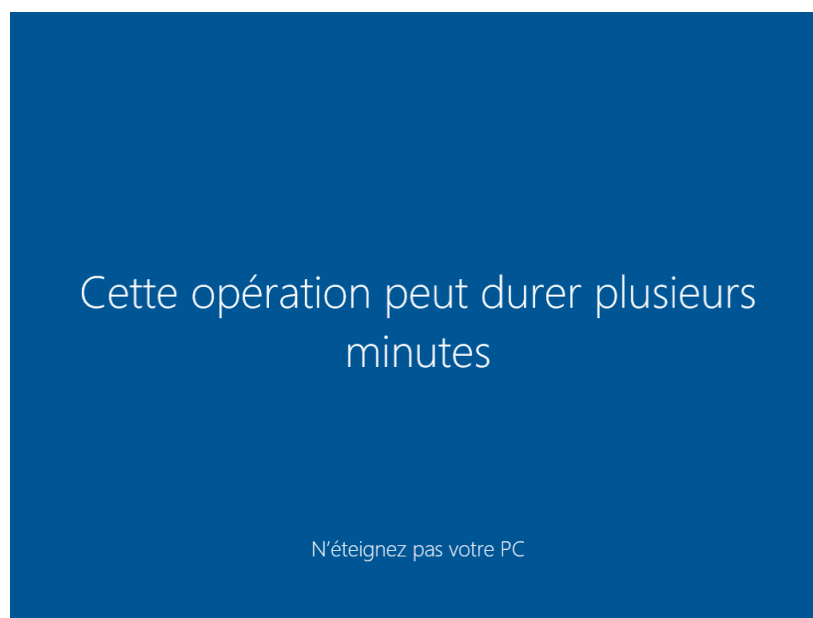 Cette opération peut durer plusieurs
minutes
N’éteignez pas votre PC